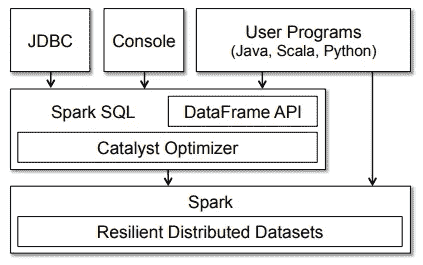 JDBC
Console
User Programs
(Java, Scala, Python)
Spark SQL
DataFrame API
Catalyst Optimizer
Spark
Resilient Distributed Datasets